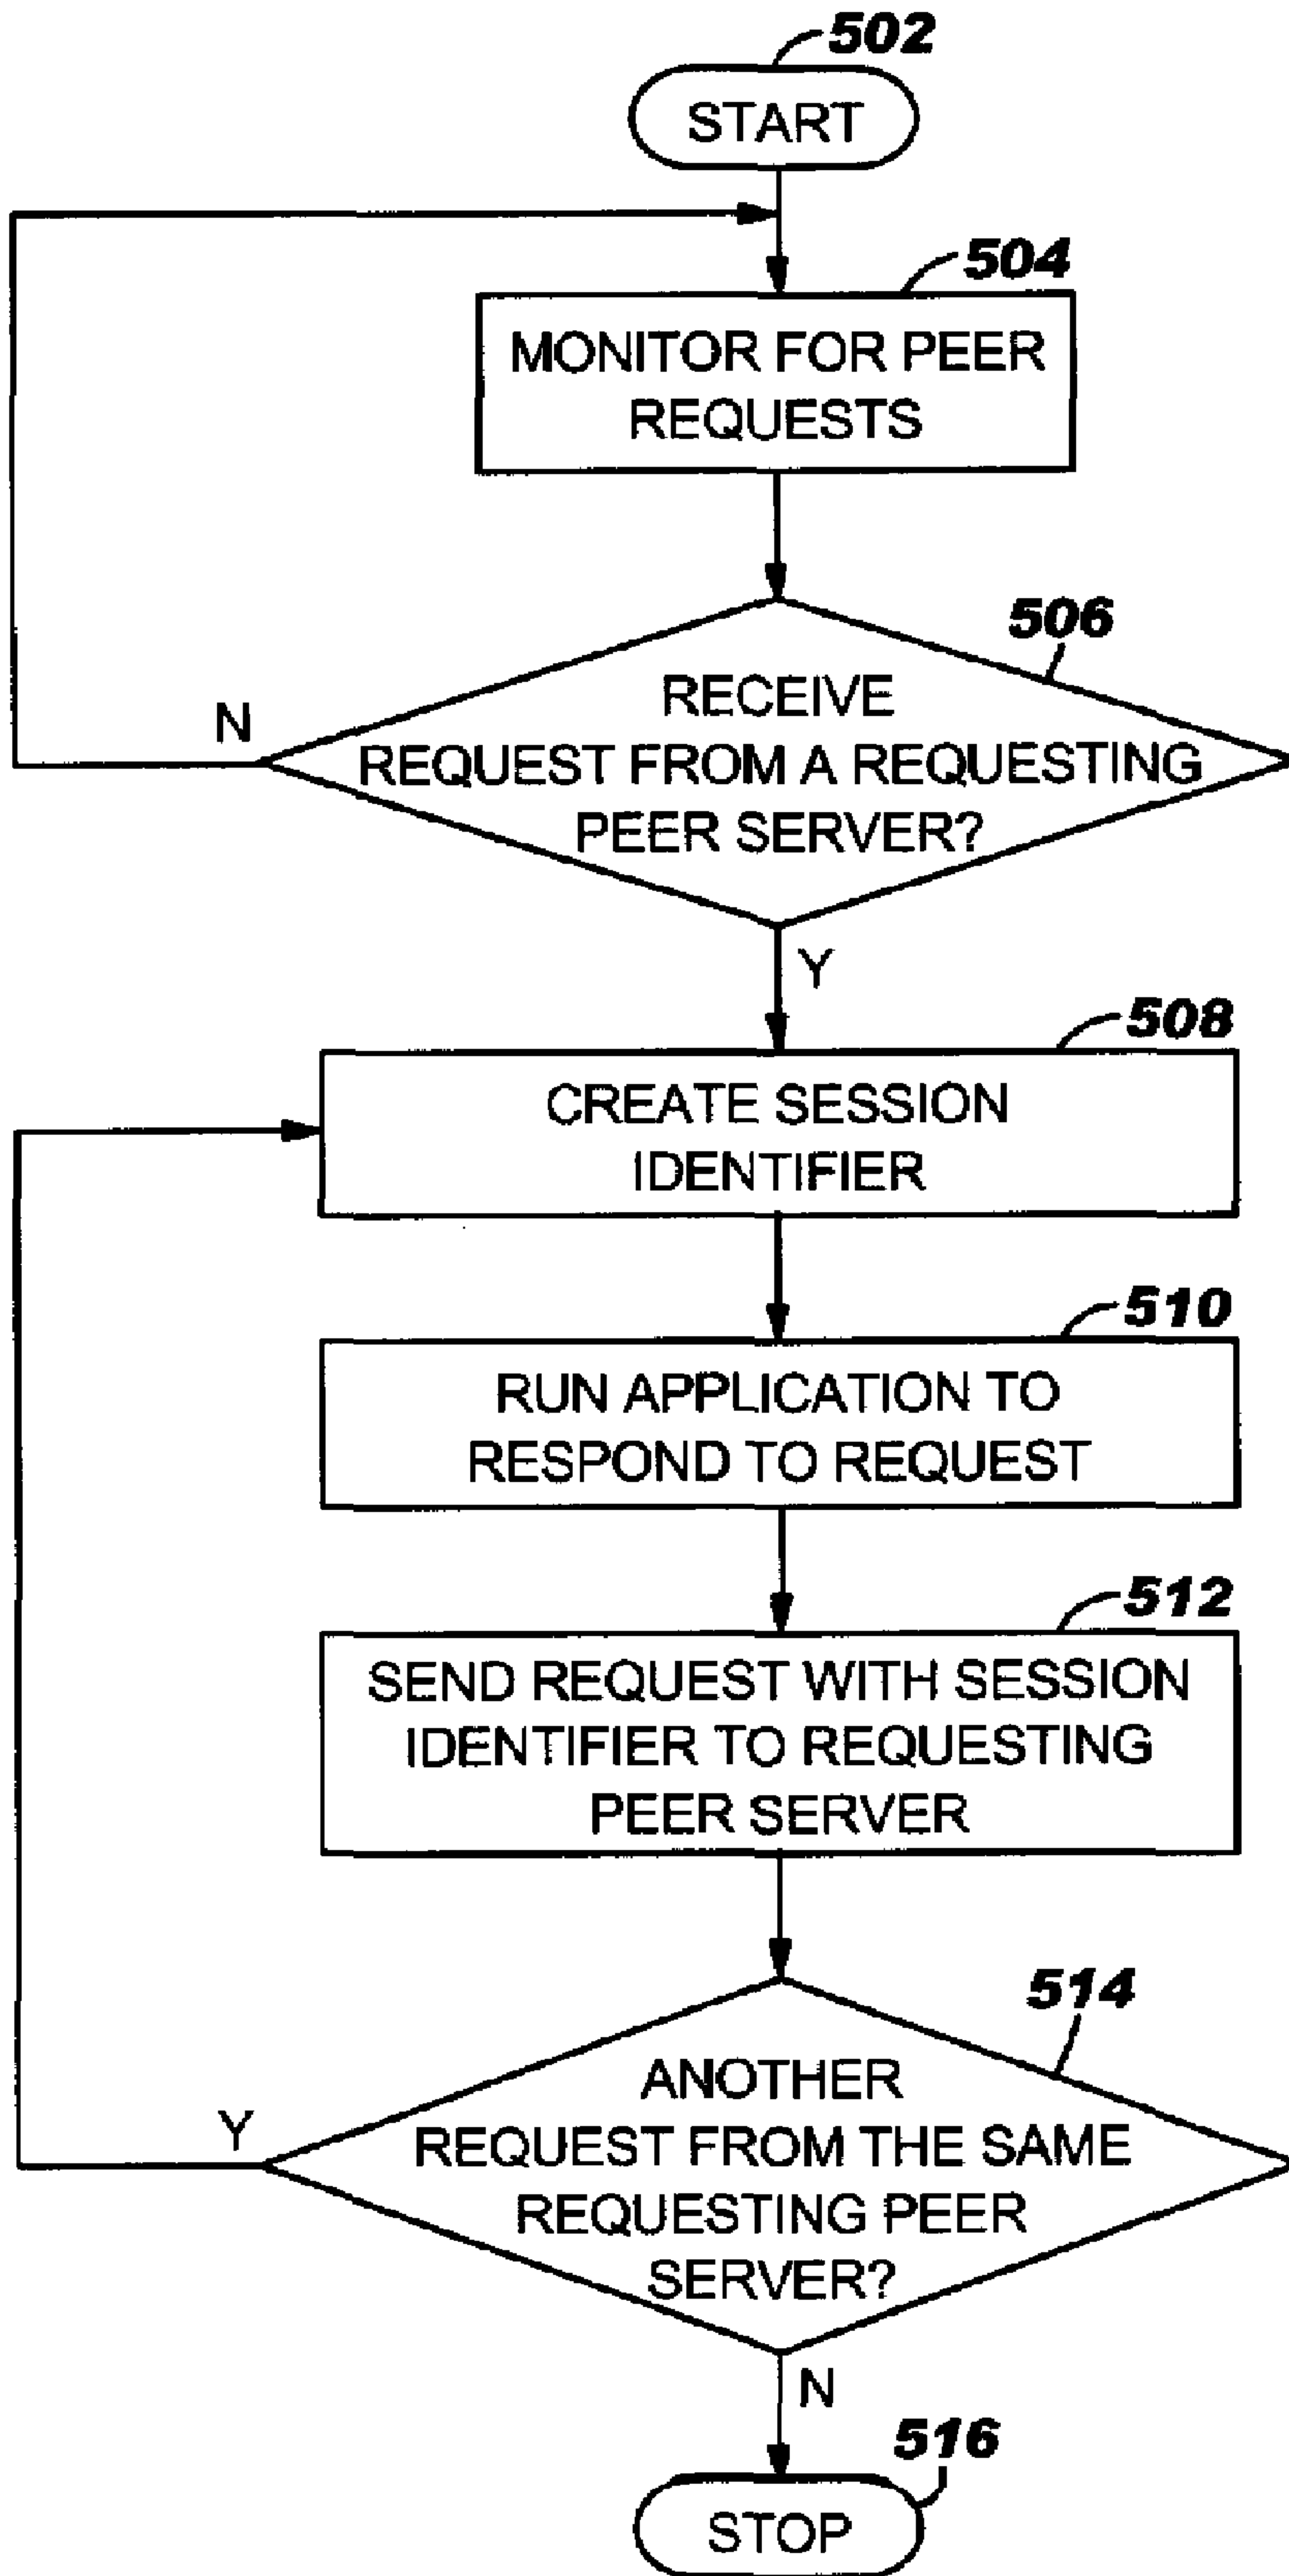 502
START
504
MONITOR FOR PEER
REQUESTS
506
RECEIVE
REQUEST FROM A REQUESTING
PEER SERVER?
N
Y
508
CREATE SESSION
IDENTIFIER
510
RUN APPLICATION TO
RESPOND TO REQUEST
512
SEND REQUEST WITH SESSION
IDENTIFIER TO REQUESTING
PEER SERVER
514
ANOTHER
REQUEST FROM THE SAME
REQUESTING PEER
SERVER?
Y
N
516
STOP